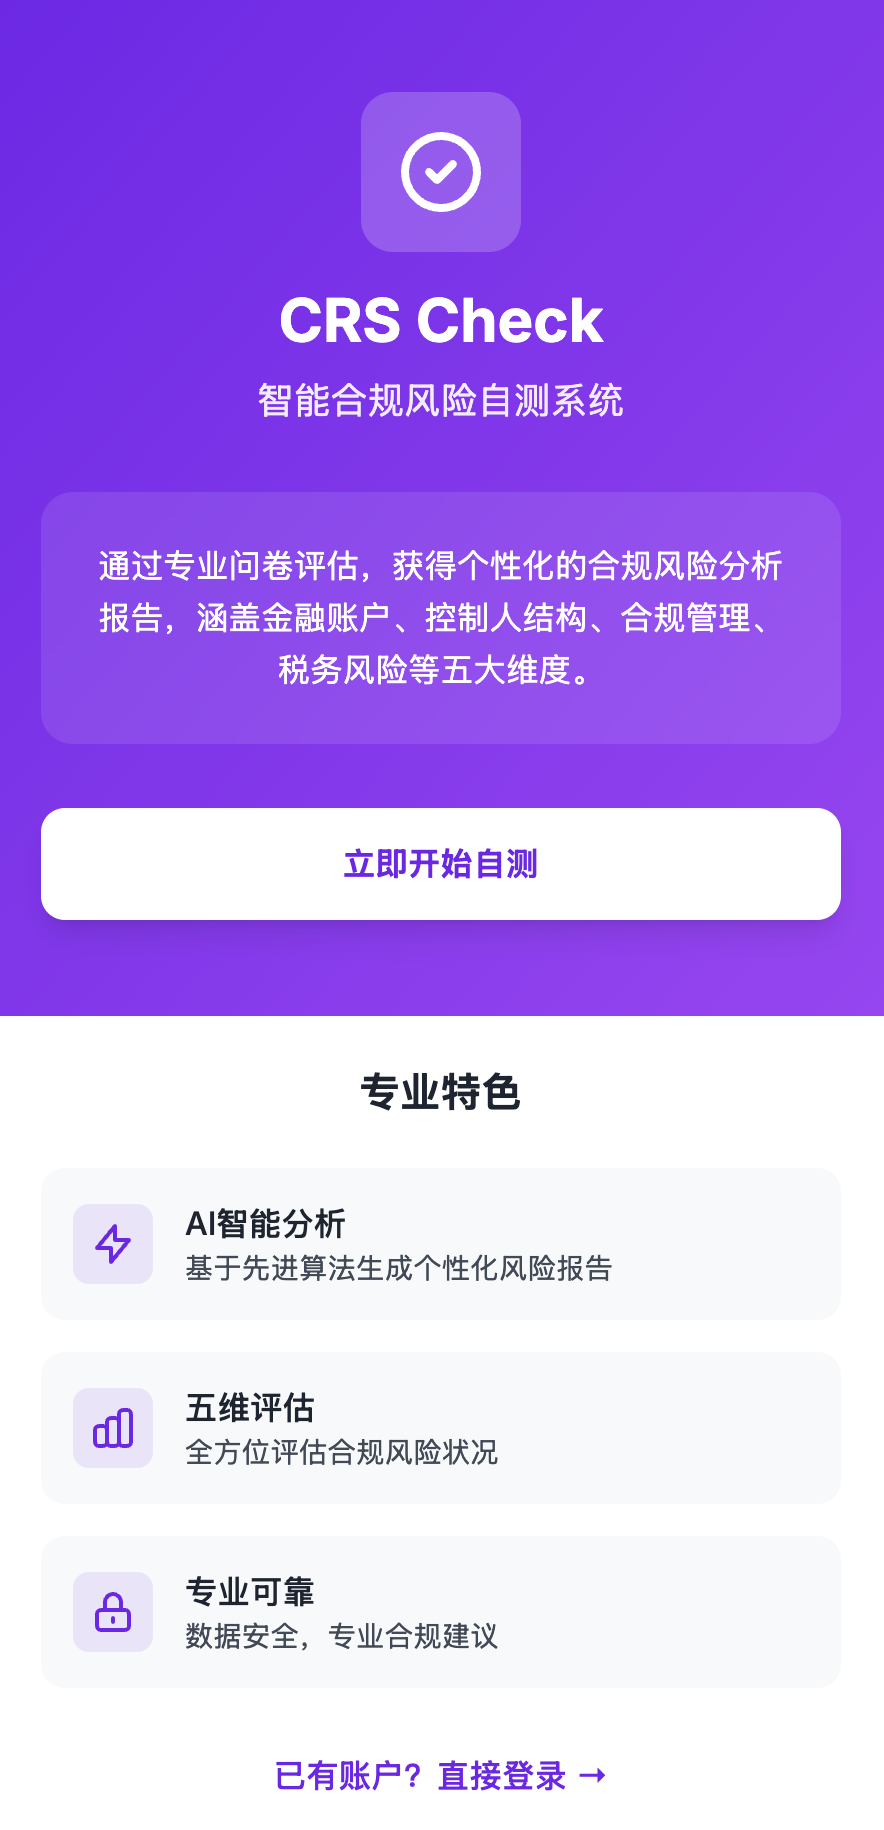 CRS Check
智能合规风险自测系统
通过专业问卷评估，获得个性化的合规风险分析
报告，涵盖金融账户、控制人结构、合规管理、
税务风险等五大维度。
立即开始自测
专业特色
AI智能分析
基于先进算法生成个性化风险报告
五维评估
全方位评估合规风险状况
专业可靠
数据安全，专业合规建议
已有账户？直接登录 →